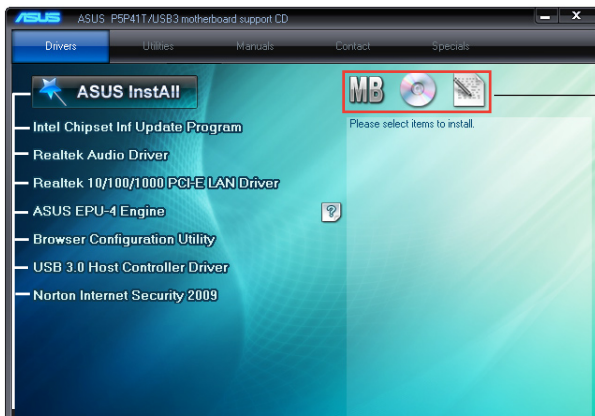 ASUS ASUS P5P41T/USB3 motherboard support CD
Drivers Utilities Manuals Contact Specials
ASUS InstAll MB
Please select items to install.
Intel Chipset Inf Update Program
Realtek Audio Driver
Realtek 10/100/1000 PCI-E LAN Driver
ASUS EPU-4 Engine ?
Browser Configuration Utility
USB 3.0 Host Controller Driver
Norton Internet Security 2009